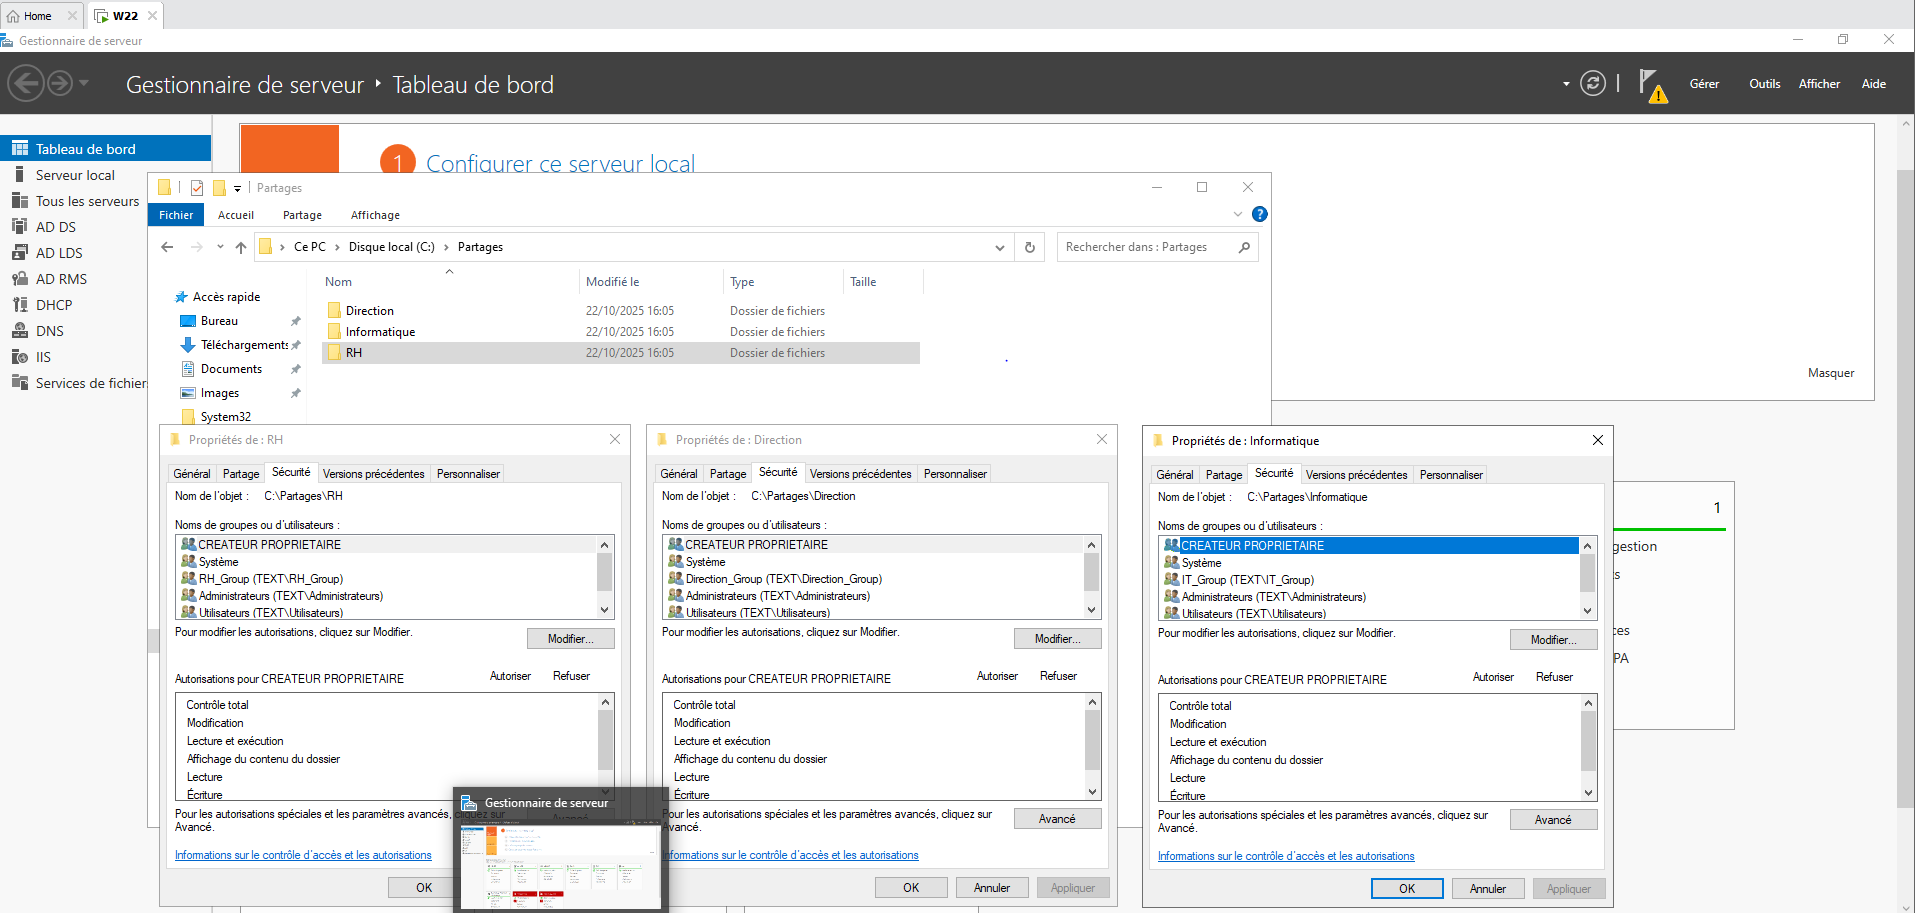 Home
W22
Gestionnaire de serveur
Gestionnaire de serveur
Tableau de bord
Gérer
Outils
Afficher
Aide
Tableau de bord
Serveur local
Tous les serveurs
AD DS
AD LDS
AD RMS
DHCP
DNS
IIS
Services de fichier
1
Configurer ce serveur local
Masquer
Partages
Fichier
Accueil
Partage
Affichage
?
Ce PC
Disque local (C:)
Partages
Rechercher dans : Partages
Nom
Modifié le
Type
Taille
Accès rapide
Bureau
Téléchargements
Documents
Images
System32
Direction 22/10/2025 16:05 Dossier de fichiers
Informatique 22/10/2025 16:05 Dossier de fichiers
RH 22/10/2025 16:05 Dossier de fichiers
Propriétés de : RH
Général
Partage
Sécurité
Versions précédentes
Personnaliser
Nom de l'objet : C:\Partages\RH
Noms de groupes ou d'utilisateurs :
CREATEUR PROPRIETAIRE
Système
RH_Group (TEXT\RH_Group)
Administrateurs (TEXT\Administrateurs)
Utilisateurs (TEXT\Utilisateurs)
Pour modifier les autorisations, cliquez sur Modifier.
Modifier...
Autorisations pour CREATEUR PROPRIETAIRE
Autoriser
Refuser
Contrôle total
Modification
Lecture et exécution
Affichage du contenu du dossier
Lecture
Écriture
Pour les autorisations spéciales et les paramètres avancés, cliquez sur
Avancé.
Avancé
Informations sur le contrôle d'accès et les autorisations
OK
Gestionnaire de serveur
Propriétés de : Direction
Général
Partage
Sécurité
Versions précédentes
Personnaliser
Nom de l'objet : C:\Partages\Direction
Noms de groupes ou d'utilisateurs :
CREATEUR PROPRIETAIRE
Système
Direction_Group (TEXT\Direction_Group)
Administrateurs (TEXT\Administrateurs)
Utilisateurs (TEXT\Utilisateurs)
Pour modifier les autorisations, cliquez sur Modifier.
Modifier...
Autorisations pour CREATEUR PROPRIETAIRE
Autoriser
Refuser
Contrôle total
Modification
Lecture et exécution
Affichage du contenu du dossier
Lecture
Écriture
Pour les autorisations spéciales et les paramètres avancés, cliquez sur
Avancé.
Avancé
Informations sur le contrôle d'accès et les autorisations
OK
Annuler
Appliquer
Propriétés de : Informatique
Général
Partage
Sécurité
Versions précédentes
Personnaliser
Nom de l'objet : C:\Partages\Informatique
Noms de groupes ou d'utilisateurs :
CREATEUR PROPRIETAIRE
Système
IT_Group (TEXT\IT_Group)
Administrateurs (TEXT\Administrateurs)
Utilisateurs (TEXT\Utilisateurs)
Pour modifier les autorisations, cliquez sur Modifier.
Modifier...
Autorisations pour CREATEUR PROPRIETAIRE
Autoriser
Refuser
Contrôle total
Modification
Lecture et exécution
Affichage du contenu du dossier
Lecture
Écriture
Pour les autorisations spéciales et les paramètres avancés, cliquez sur
Avancé.
Avancé
Informations sur le contrôle d'accès et les autorisations
OK
Annuler
Appliquer
1
gestion
ts
ces
PA